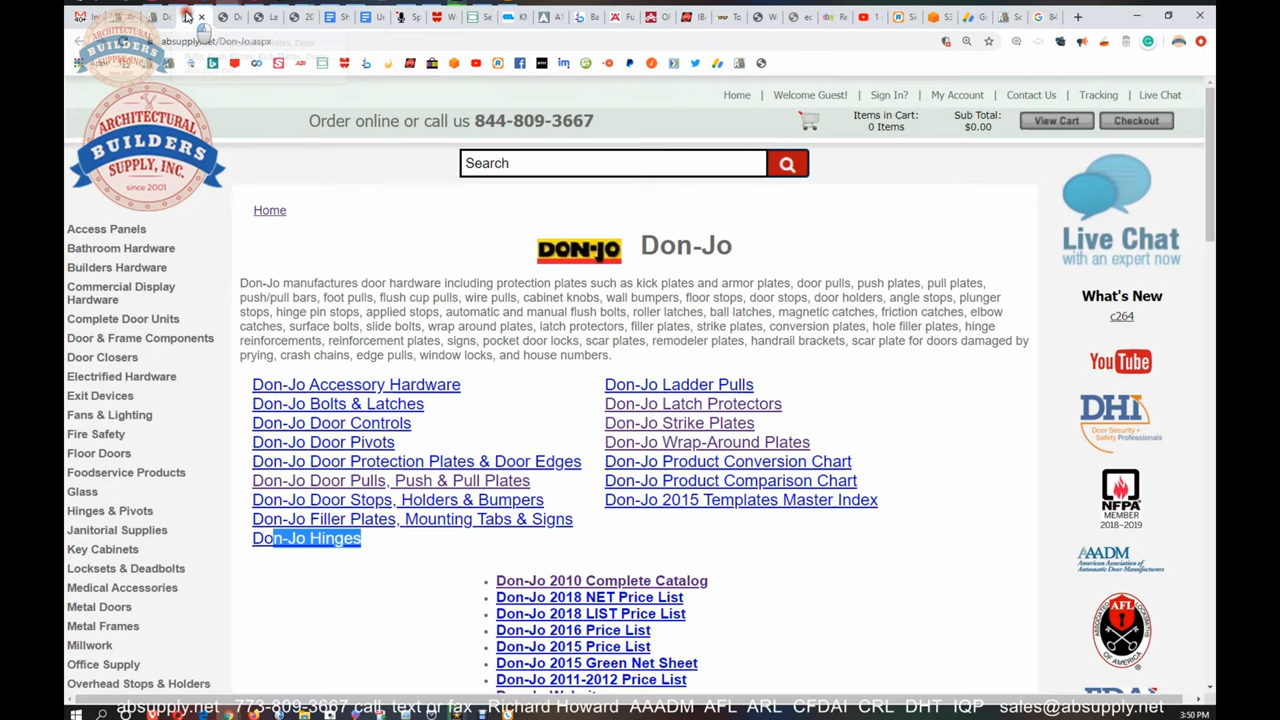 absupply.net/Don-Jo.aspx
Home | Welcome Guest! | Sign In? | My Account | Contact Us | Tracking | Live Chat
ARCHITECTURAL
BUILDERS
SUPPLY, INC.
since 2001
Order online or call us 844-809-3667
Items in Cart:
0 Items
Sub Total:
$0.00
View Cart
Checkout
Search
Home
DON-JO Don-Jo
Don-Jo manufactures door hardware including protection plates such as kick plates and armor plates, door pulls, push plates, pull plates,
push/pull bars, foot pulls, flush cup pulls, wire pulls, cabinet knobs, wall bumpers, floor stops, door stops, door holders, angle stops, plunger
stops, hinge pin stops, applied stops, automatic and manual flush bolts, roller latches, ball latches, magnetic catches, friction catches, elbow
catches, surface bolts, slide bolts, wrap around plates, latch protectors, filler plates, strike plates, conversion plates, hole filler plates, hinge
reinforcements, reinforcement plates, signs, pocket door locks, scar plates, remodeler plates, handrail brackets, scar plate for doors damaged by
prying, crash chains, edge pulls, window locks, and house numbers.
Don-Jo Accessory Hardware
Don-Jo Bolts & Latches
Don-Jo Door Controls
Don-Jo Door Pivots
Don-Jo Door Protection Plates & Door Edges
Don-Jo Door Pulls, Push & Pull Plates
Don-Jo Door Stops, Holders & Bumpers
Don-Jo Filler Plates, Mounting Tabs & Signs
Don-Jo Hinges
Don-Jo Ladder Pulls
Don-Jo Latch Protectors
Don-Jo Strike Plates
Don-Jo Wrap-Around Plates
Don-Jo Product Conversion Chart
Don-Jo Product Comparison Chart
Don-Jo 2015 Templates Master Index
Don-Jo 2010 Complete Catalog
Don-Jo 2018 NET Price List
Don-Jo 2018 LIST Price List
Don-Jo 2016 Price List
Don-Jo 2015 Price List
Don-Jo 2015 Green Net Sheet
Don-Jo 2011-2012 Price List
Access Panels
Bathroom Hardware
Builders Hardware
Commercial Display
Hardware
Complete Door Units
Door & Frame Components
Door Closers
Electrified Hardware
Exit Devices
Fans & Lighting
Fire Safety
Floor Doors
Foodservice Products
Glass
Hinges & Pivots
Janitorial Supplies
Key Cabinets
Locksets & Deadbolts
Medical Accessories
Metal Doors
Metal Frames
Millwork
Office Supply
Overhead Stops & Holders
Live Chat
with an expert now
What's New
c264
YouTube
DHI
Door Security +
Safety Professionals
NFPA
MEMBER
2018-2019
AAADM
American Association of
Automatic Door Manufacturers
ASSOCIATED
AFL
LOCKSMITHS
OF AMERICA
absupply.net 773-809-3667 call, text or fax Richard Howard AAADM AFL ARL CFDAI CRL DHT IQP sales@absupply.net
3:50 PM